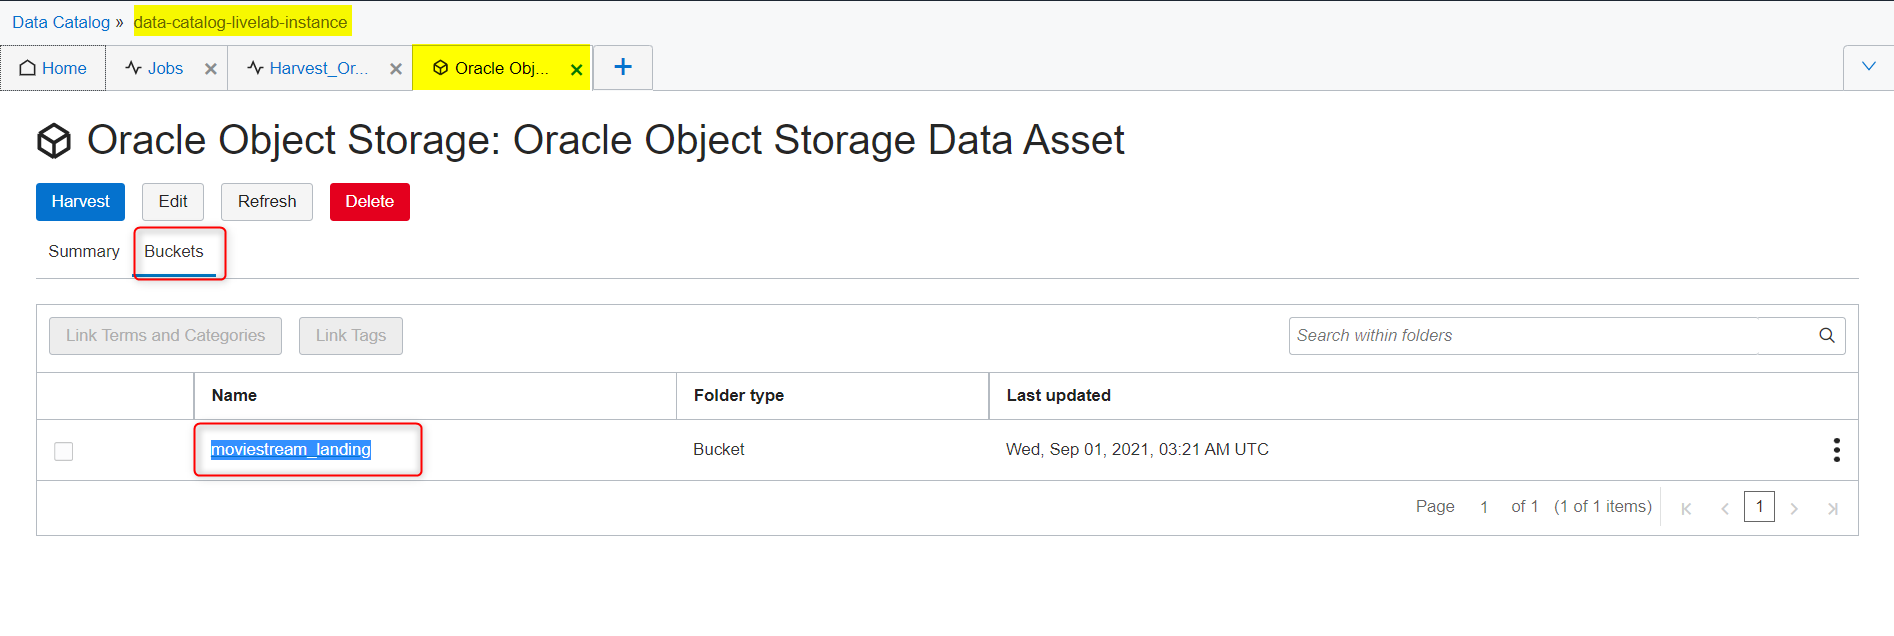 Data Catalog » data-catalog-livelab-instance
Home Jobs Harvest_Or... Oracle Obj...
Oracle Object Storage: Oracle Object Storage Data Asset
Harvest Edit Refresh Delete
Summary Buckets
Link Terms and Categories Link Tags Search within folders
Name Folder type Last updated
moviestream_landing Bucket Wed, Sep 01, 2021, 03:21 AM UTC
Page 1 of 1 (1 of 1 items) 1